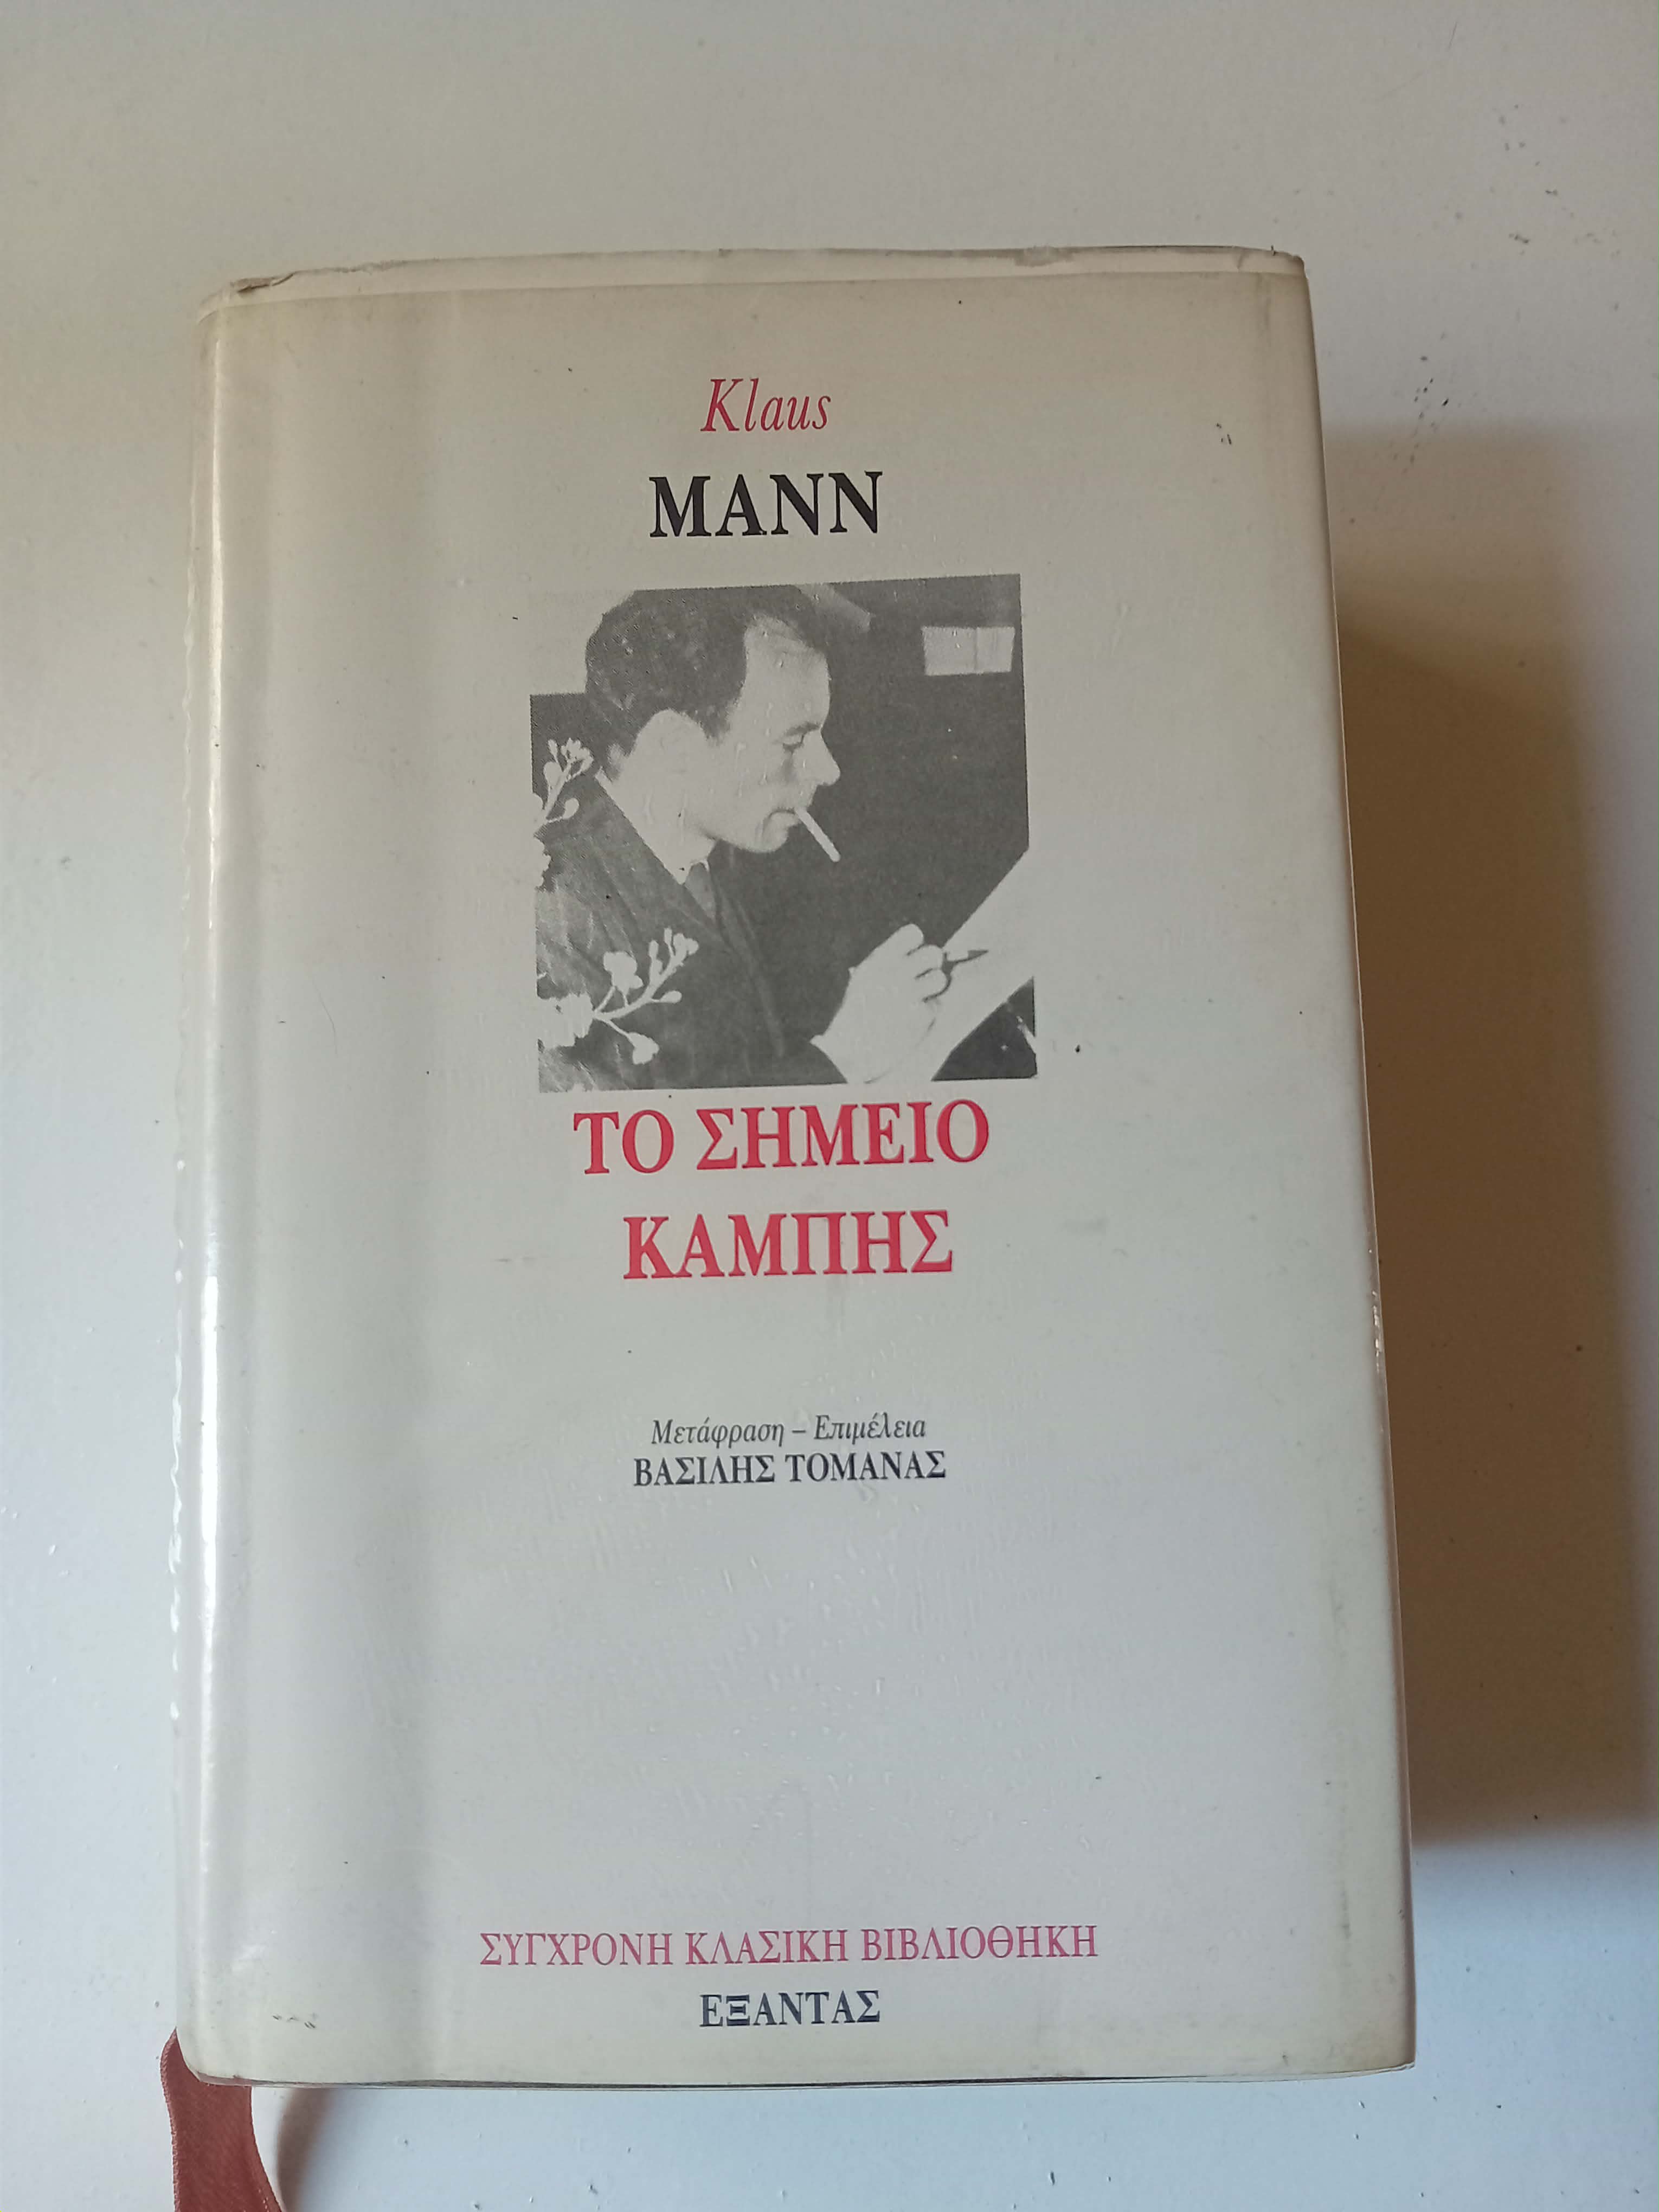 Klaus
MANN
ΤΟ ΣΗΜΕΙΟ
ΚΑΜΠΗΣ
Μετάφραση – Επιμέλεια
ΒΑΣΙΛΗΣ ΤΟΜΑΝΑΣ
ΣΥΓΧΡΟΝΗ ΚΛΑΣΙΚΗ ΒΙΒΛΙΟΘΗΚΗ
ΕΞΑΝΤΑΣ